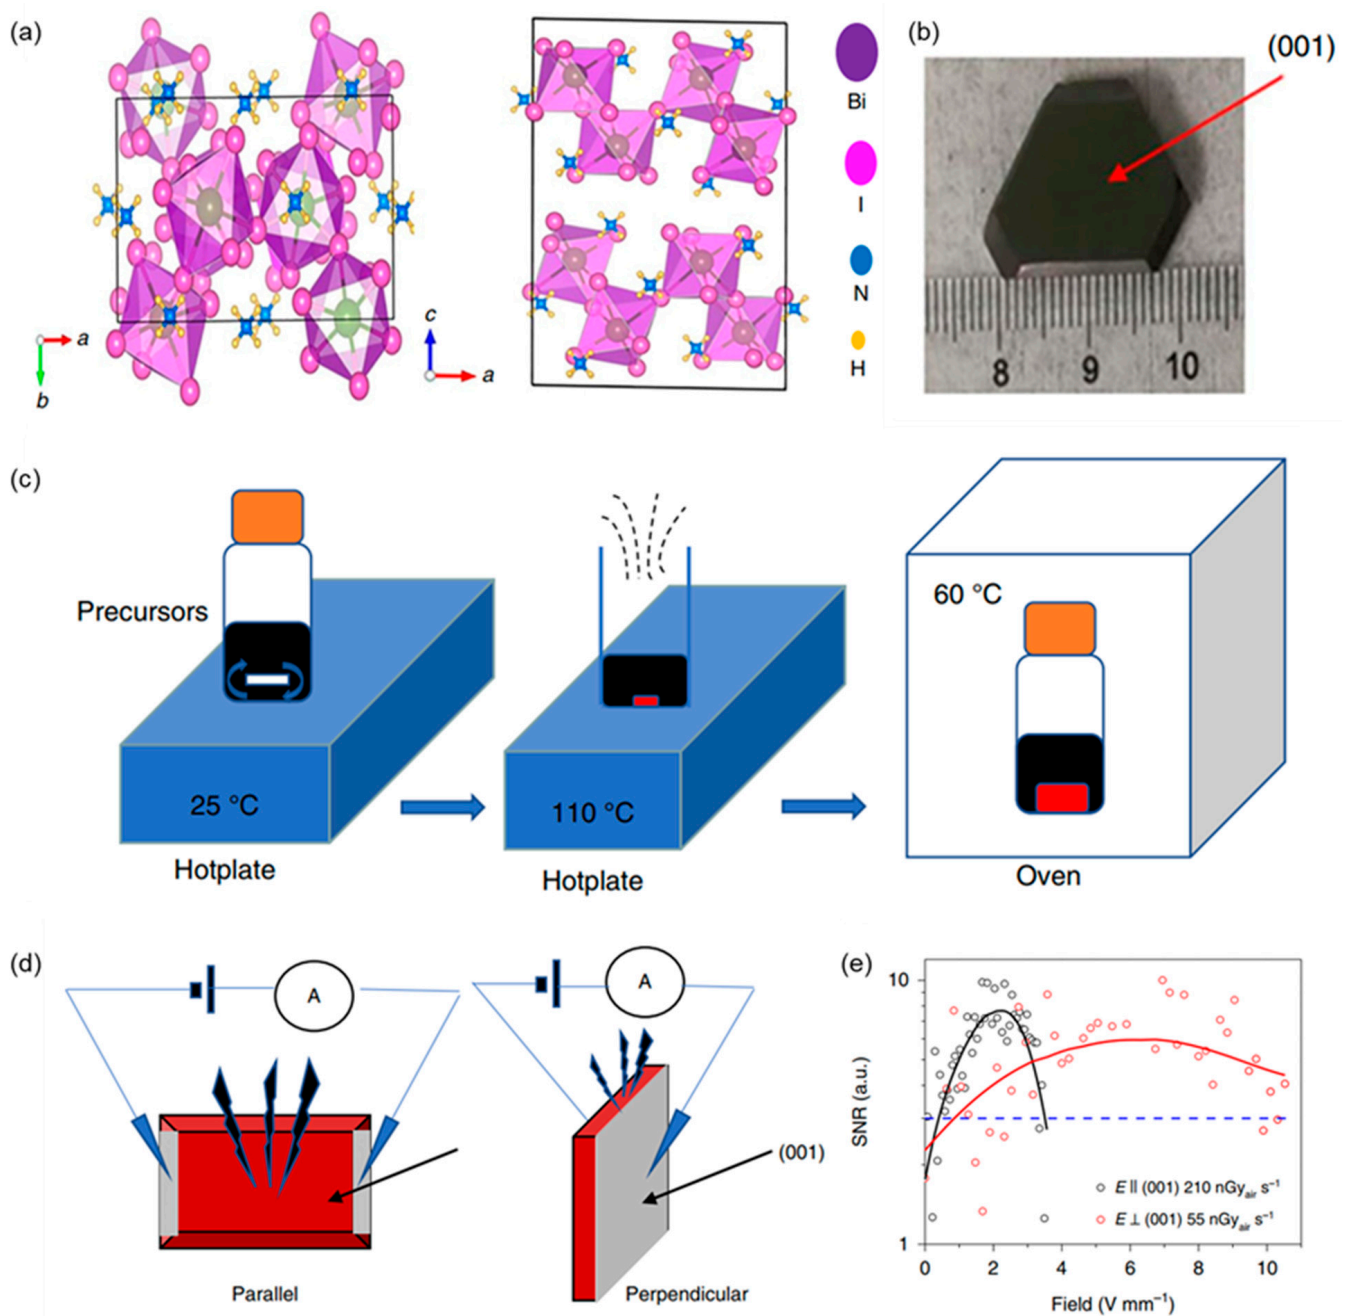 (a)
Bi
I
N
H
a
b
c
a
(b)
(001)
8 9 10
(c)
Precursors
25 °C
Hotplate
110 °C
Hotplate
60 °C
Oven
(d)
A
Parallel
A
(001)
Perpendicular
(e)
SNR (a.u.)
10
1
E || (001) 210 nGyair s−1
E ⊥ (001) 55 nGyair s−1
0 2 4 6 8 10
Field (V mm−1)